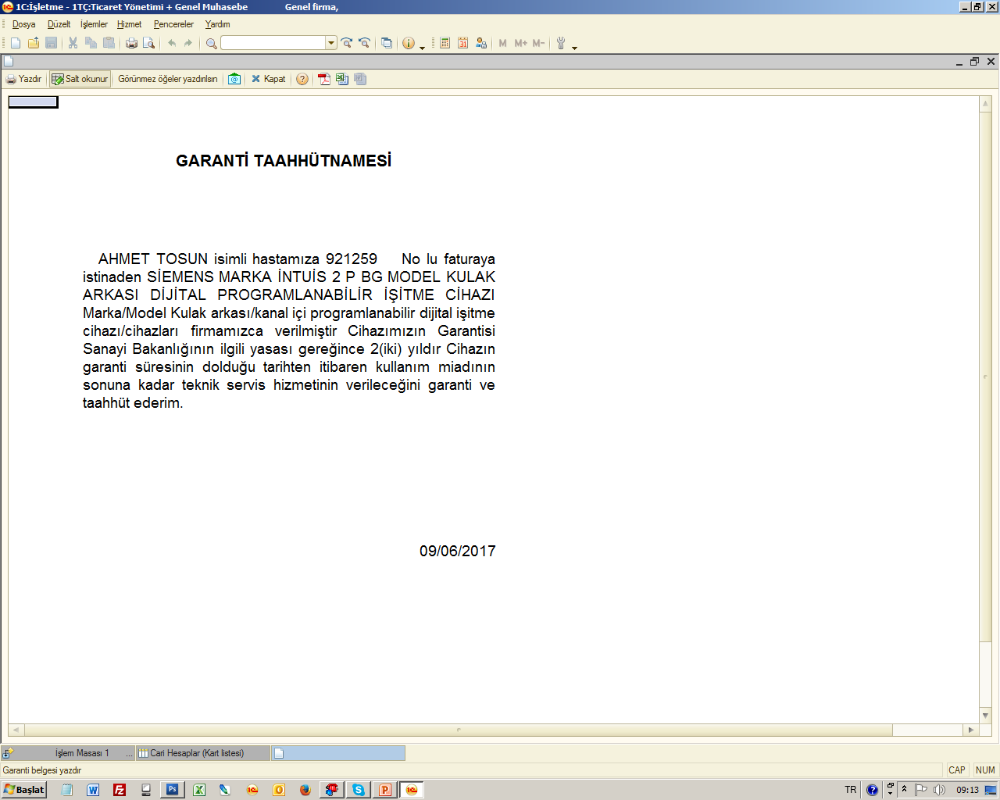 1C:İşletme - 1TÇ:Ticaret Yönetimi + Genel Muhasebe Genel firma,
Dosya Düzelt İşlemler Hizmet Pencereler Yardım
M M+ M-
Yazdır Salt okunur Görünmez öğeler yazdırılsın Kapat
GARANTİ TAAHHÜTNAMESİ
AHMET TOSUN isimli hastamıza 921259 No lu faturaya
istinaden SİEMENS MARKA İNTUİS 2 P BG MODEL KULAK
ARKASI DİJİTAL PROGRAMLANABİLİR İŞİTME CİHAZI
Marka/Model Kulak arkası/kanal içi programlanabilir dijital işitme
cihazı/cihazları firmamızca verilmiştir Cihazımızın Garantisi
Sanayi Bakanlığının ilgili yasası gereğince 2(iki) yıldır Cihazın
garanti süresinin dolduğu tarihten itibaren kullanım miadının
sonuna kadar teknik servis hizmetinin verileceğini garanti ve
taahhüt ederim.
09/06/2017
İşlem Masası 1 ... Cari Hesaplar (Kart listesi)
Garanti belgesi yazdır CAP NUM
Başlat TR 09:13